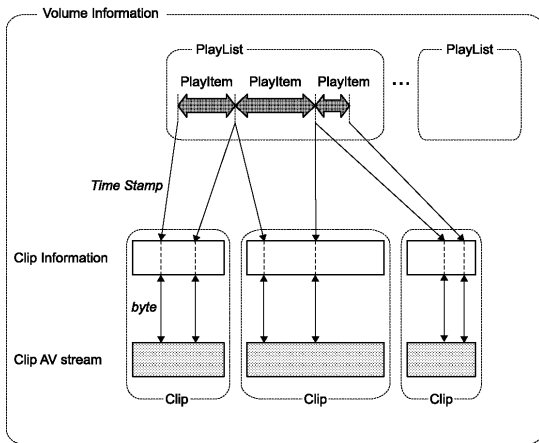 Volume Information
PlayList
PlayList
PlayItem PlayItem PlayItem
...
Time Stamp
Clip Information
byte
Clip AV stream
Clip Clip Clip